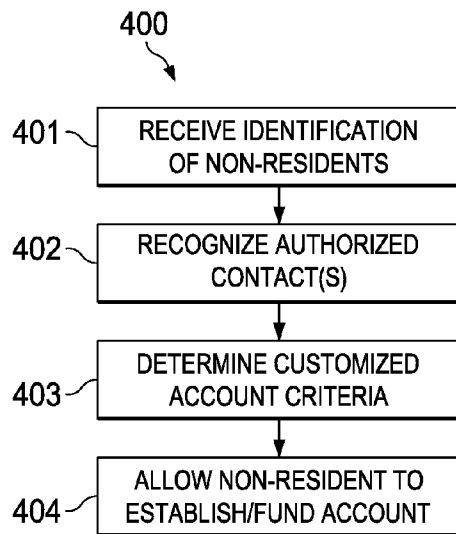 400
401
RECEIVE IDENTIFICATION
OF NON-RESIDENTS
402
RECOGNIZE AUTHORIZED
CONTACT(S)
403
DETERMINE CUSTOMIZED
ACCOUNT CRITERIA
404
ALLOW NON-RESIDENT TO
ESTABLISH/FUND ACCOUNT